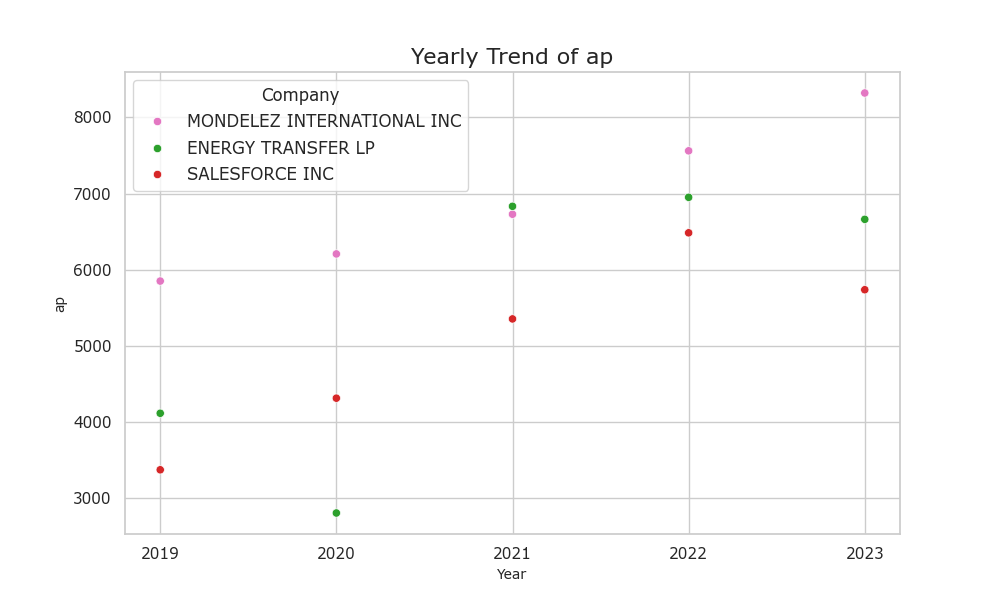 Yearly Trend of ap
Company
MONDELEZ INTERNATIONAL INC
ENERGY TRANSFER LP
SALESFORCE INC
8000
7000
6000
5000
4000
3000
ap
2019 2020 2021 2022 2023
Year